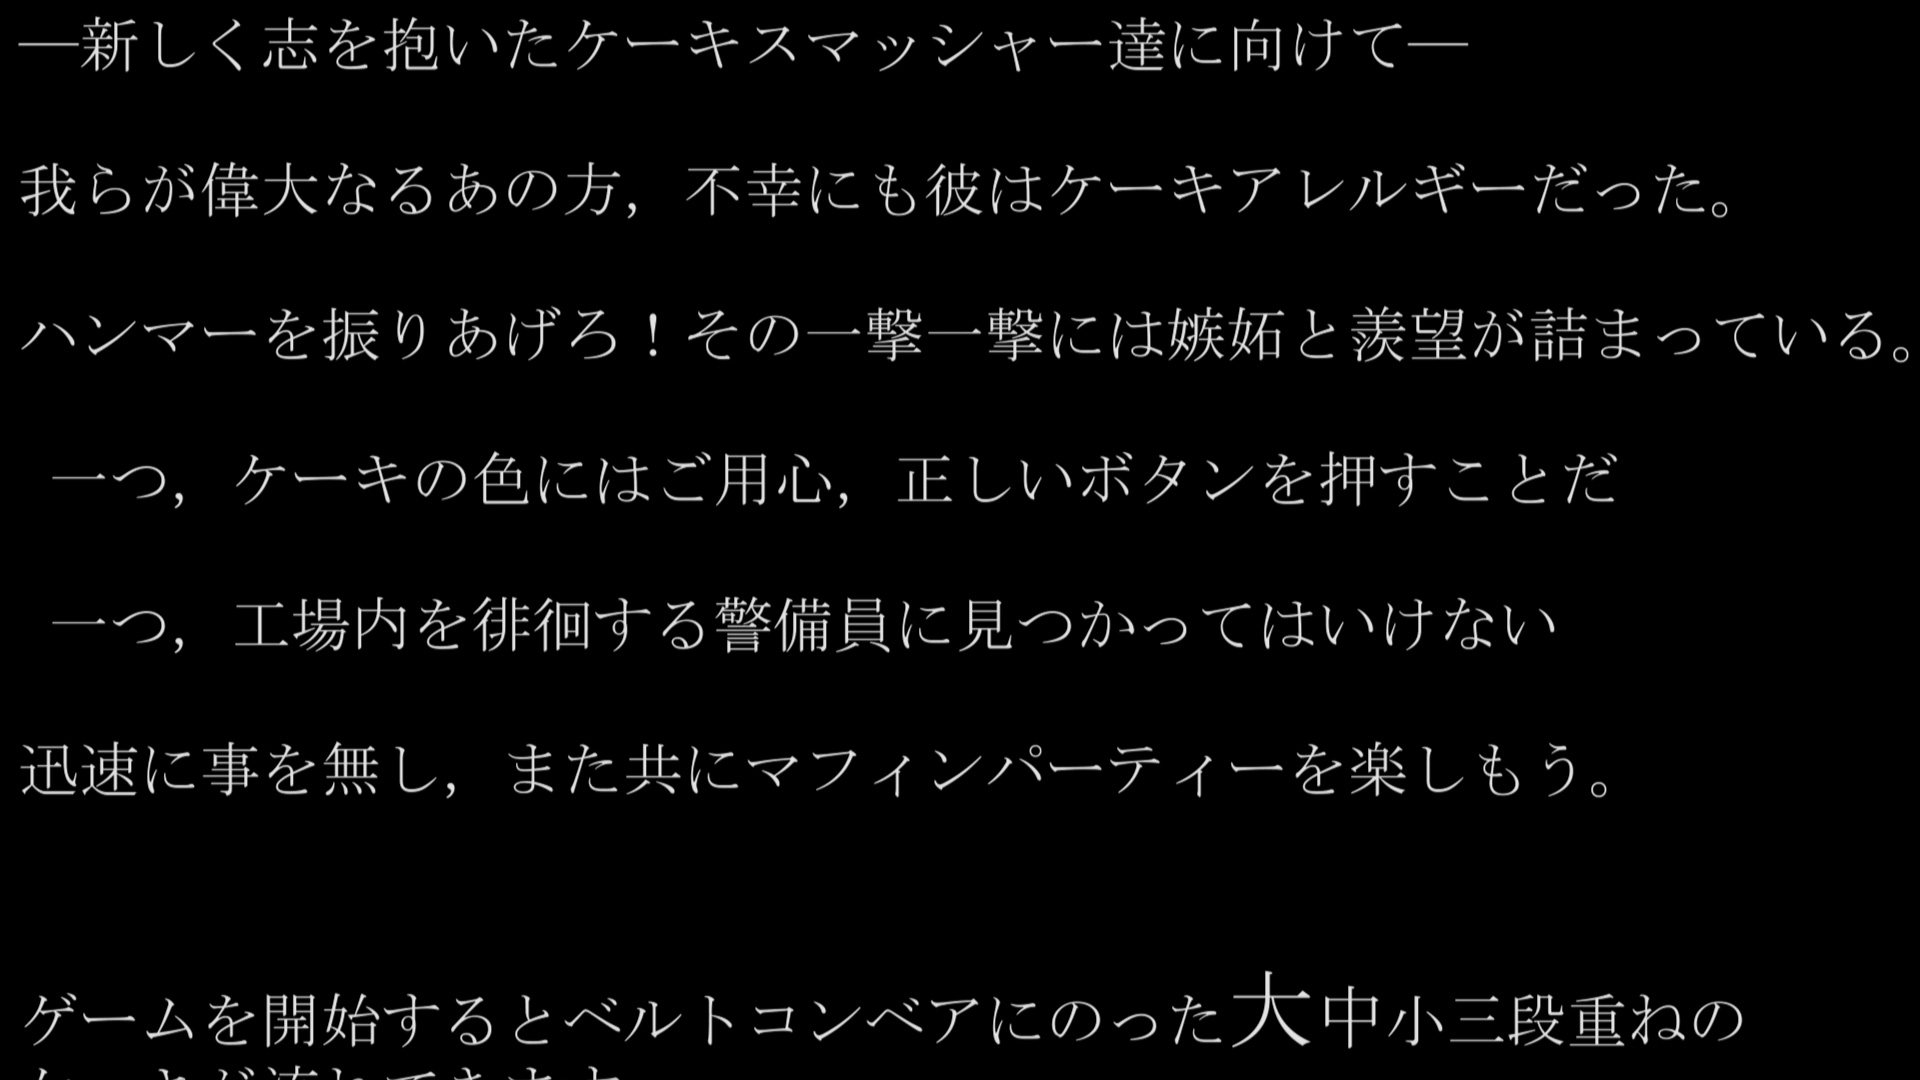 ―新しく志を抱いたケーキスマッシャー達に向けて―
我らが偉大なるあの方，不幸にも彼はケーキアレルギーだった。
ハンマーを振りあげろ！その一撃一撃には嫉妬と羨望が詰まっている。
一つ，ケーキの色にはご用心，正しいボタンを押すことだ
一つ，工場内を徘徊する警備員に見つかってはいけない
迅速に事を無し，また共にマフィンパーティーを楽しもう。
ゲームを開始するとベルトコンベアにのった大中小三段重ねの